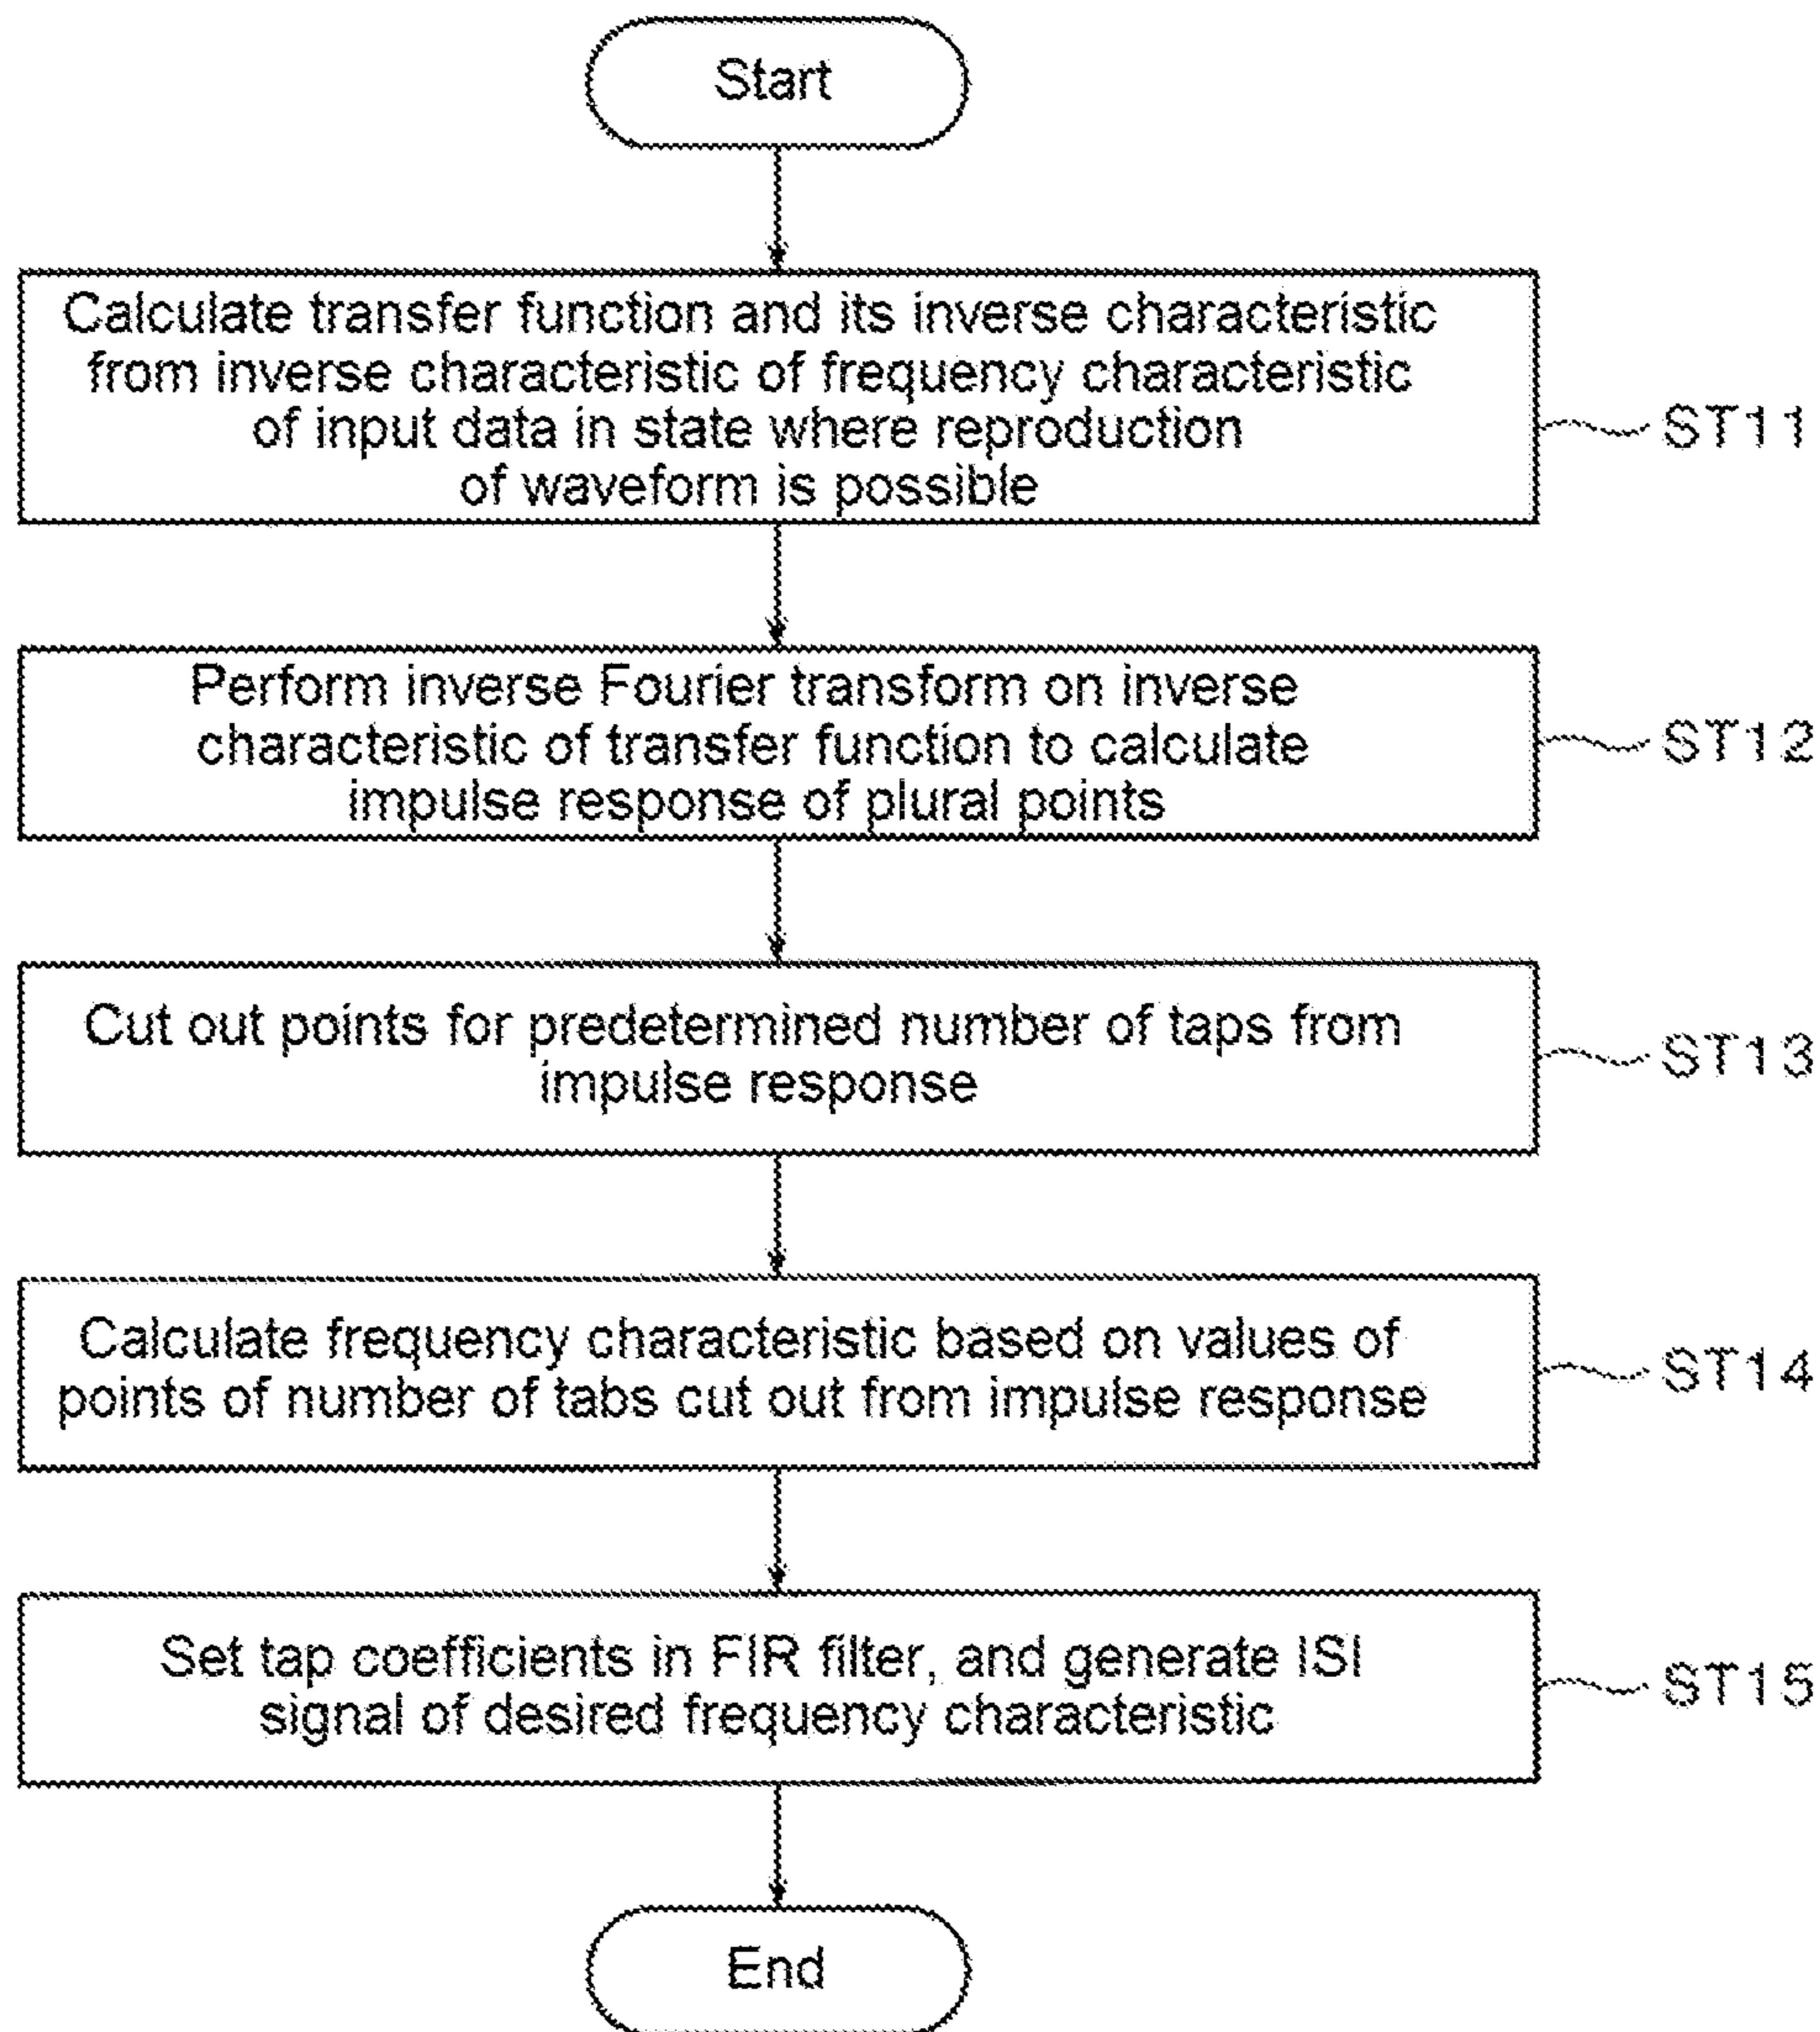 Start
Calculate transfer function and its inverse characteristic
from inverse characteristic of frequency characteristic
of input data in state where reproduction
of waveform is possible
ST11
Perform inverse Fourier transform on inverse
characteristic of transfer function to calculate
impulse response of plural points
ST12
Cut out points for predetermined number of taps from
impulse response
ST13
Calculate frequency characteristic based on values of
points of number of tabs cut out from impulse response
ST14
Set tap coefficients in FIR filter, and generate ISI
signal of desired frequency characteristic
ST15
End